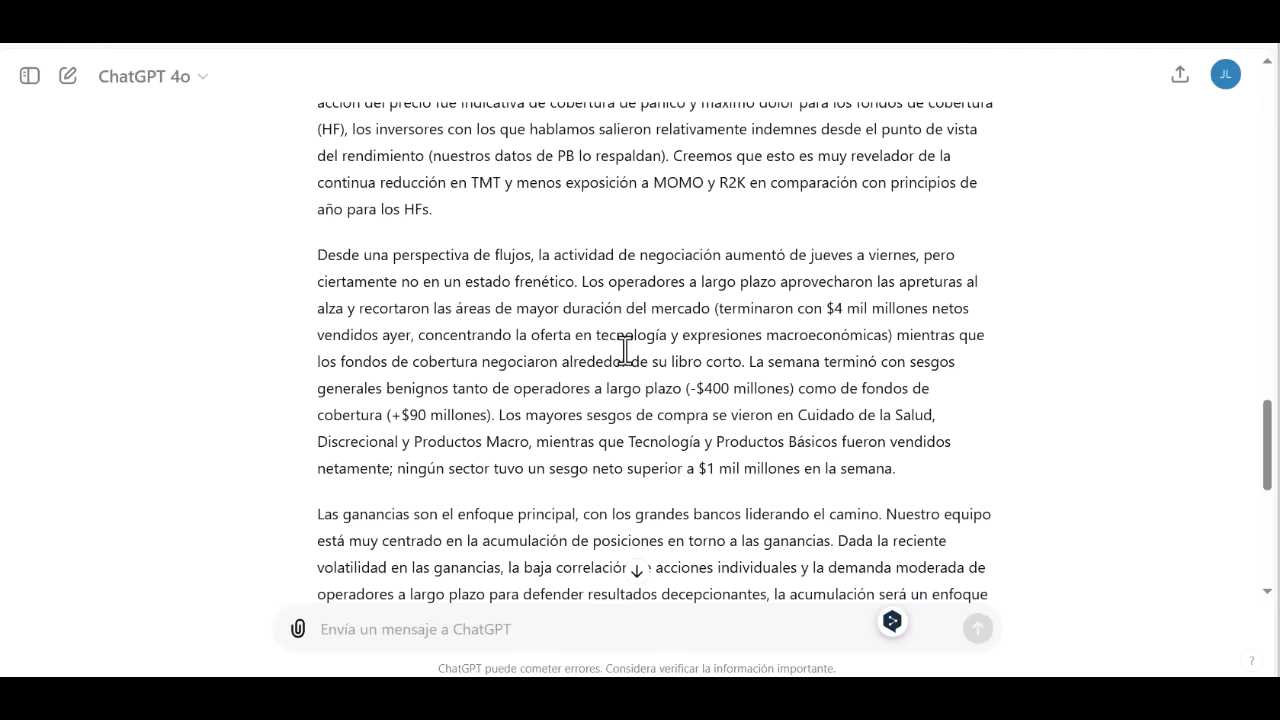 ChatGPT 4o
JL
acción del precio fue indicativa de cobertura de pánico y máximo dolor para los fondos de cobertura
(HF), los inversores con los que hablamos salieron relativamente indemnes desde el punto de vista
del rendimiento (nuestros datos de PB lo respaldan). Creemos que esto es muy revelador de la
continua reducción en TMT y menos exposición a MOMO y R2K en comparación con principios de
año para los HFs.
Desde una perspectiva de flujos, la actividad de negociación aumentó de jueves a viernes, pero
ciertamente no en un estado frenético. Los operadores a largo plazo aprovecharon las apreturas al
alza y recortaron las áreas de mayor duración del mercado (terminaron con $4 mil millones netos
vendidos ayer, concentrando la oferta en tecnología y expresiones macroeconómicas) mientras que
los fondos de cobertura negociaron alrededor de su libro corto. La semana terminó con sesgos
generales benignos tanto de operadores a largo plazo (-$400 millones) como de fondos de
cobertura (+$90 millones). Los mayores sesgos de compra se vieron en Cuidado de la Salud,
Discrecional y Productos Macro, mientras que Tecnología y Productos Básicos fueron vendidos
netamente; ningún sector tuvo un sesgo neto superior a $1 mil millones en la semana.
Las ganancias son el enfoque principal, con los grandes bancos liderando el camino. Nuestro equipo
está muy centrado en la acumulación de posiciones en torno a las ganancias. Dada la reciente
volatilidad en las ganancias, la baja correlación acciones individuales y la demanda moderada de
operadores a largo plazo para defender resultados decepcionantes, la acumulación será un enfoque
Envía un mensaje a ChatGPT
ChatGPT puede cometer errores. Considera verificar la información importante.
?